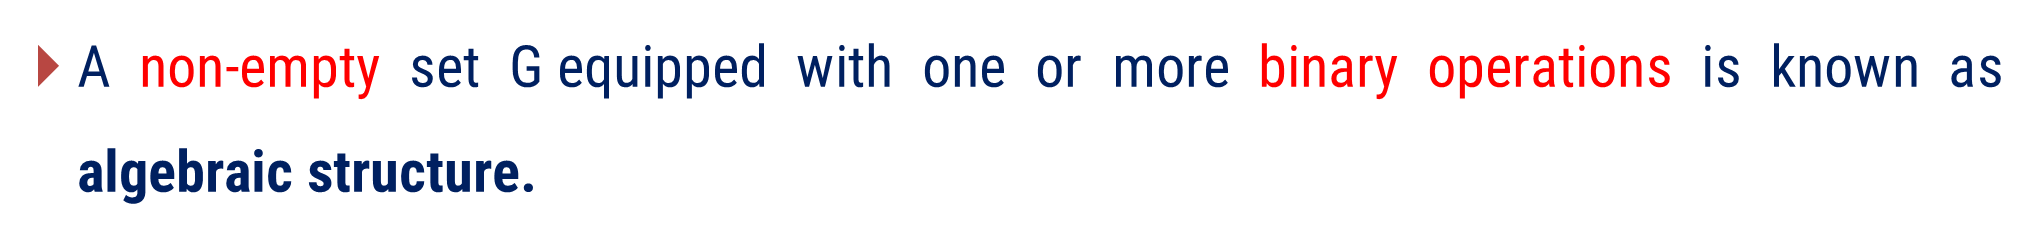 A non-empty set G equipped with one or more binary operations is known as
algebraic structure.